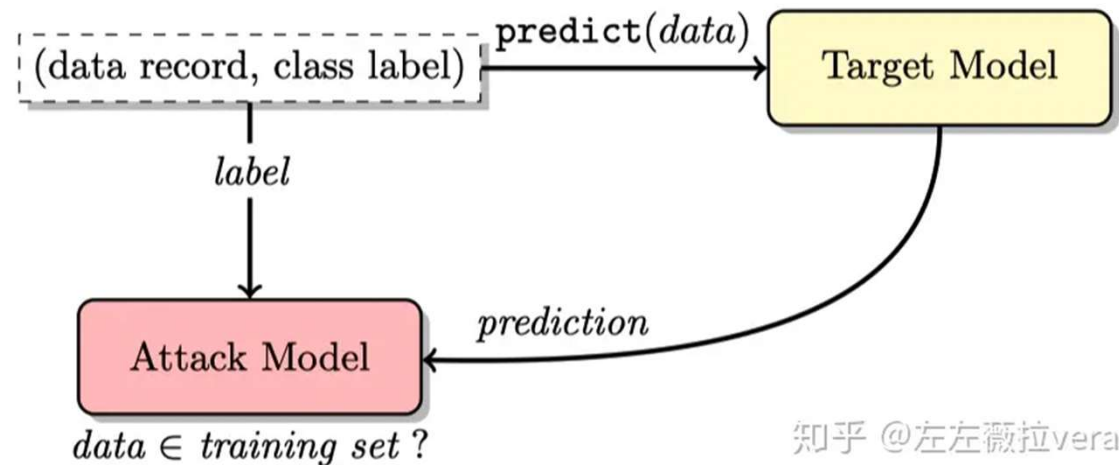 (data record, class label)
predict(data)
Target Model
label
prediction
Attack Model
data ∈ training set ?
知乎 @左左薇拉vera